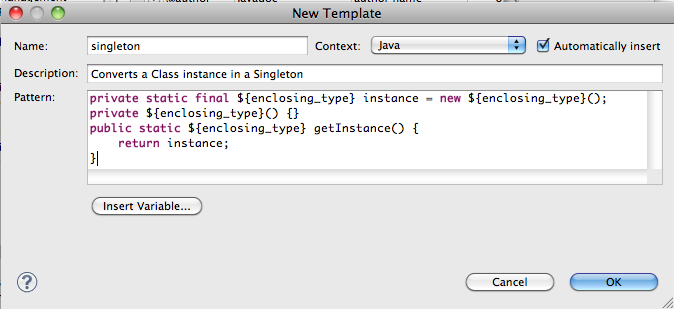 New Template
Name: singleton Context: Java Automatically insert
Description: Converts a Class instance in a Singleton
Pattern: private static final ${enclosing_type} instance = new ${enclosing_type}();
private ${enclosing_type}() {}
public static ${enclosing_type} getInstance() {
return instance;
}
Insert Variable...
? Cancel OK